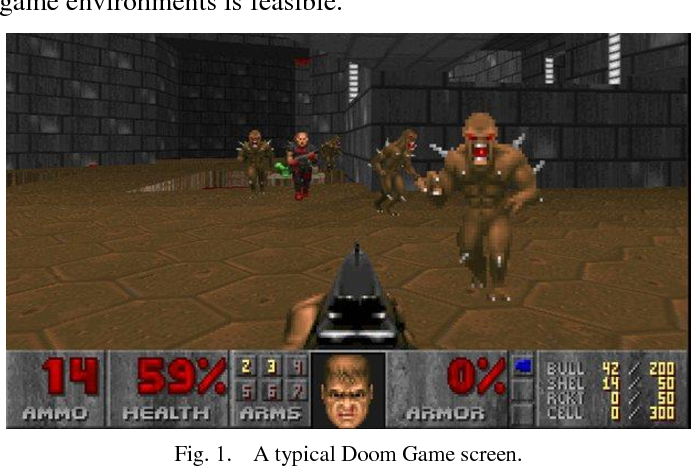 game environments is feasible.
14 59% 2 3 4 0% BULL 42 / 200
5 6 7 SHEL 14 / 50
RCKT 0 / 50
AMMO HEALTH ARMS ARMOR CELL 0 / 300
Fig. 1. A typical Doom Game screen.